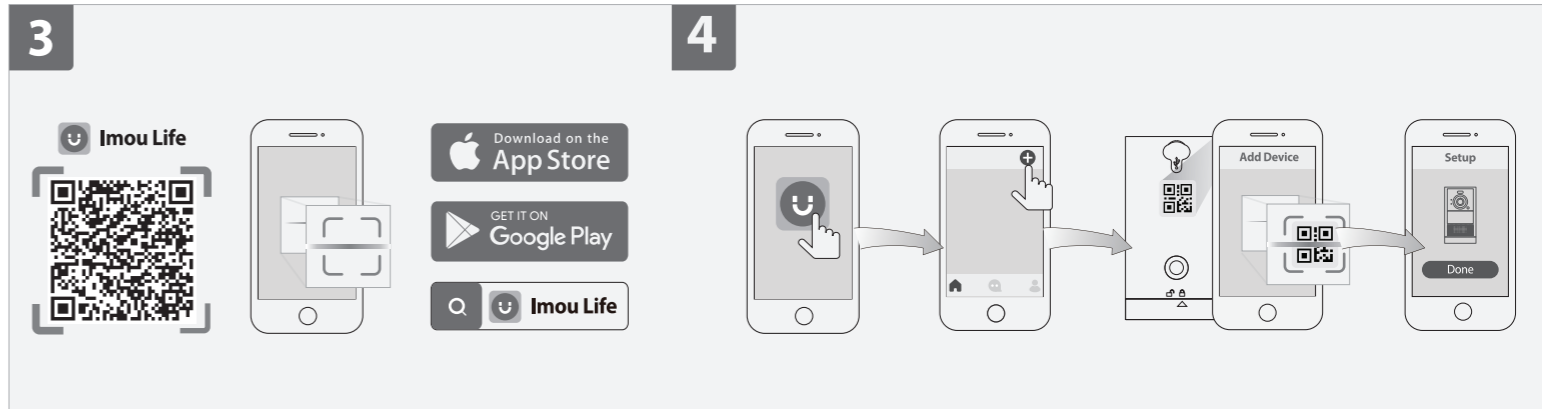 3
Imou Life
Download on the
App Store
GET IT ON
Google Play
Imou Life
4
Add Device
Setup
Done